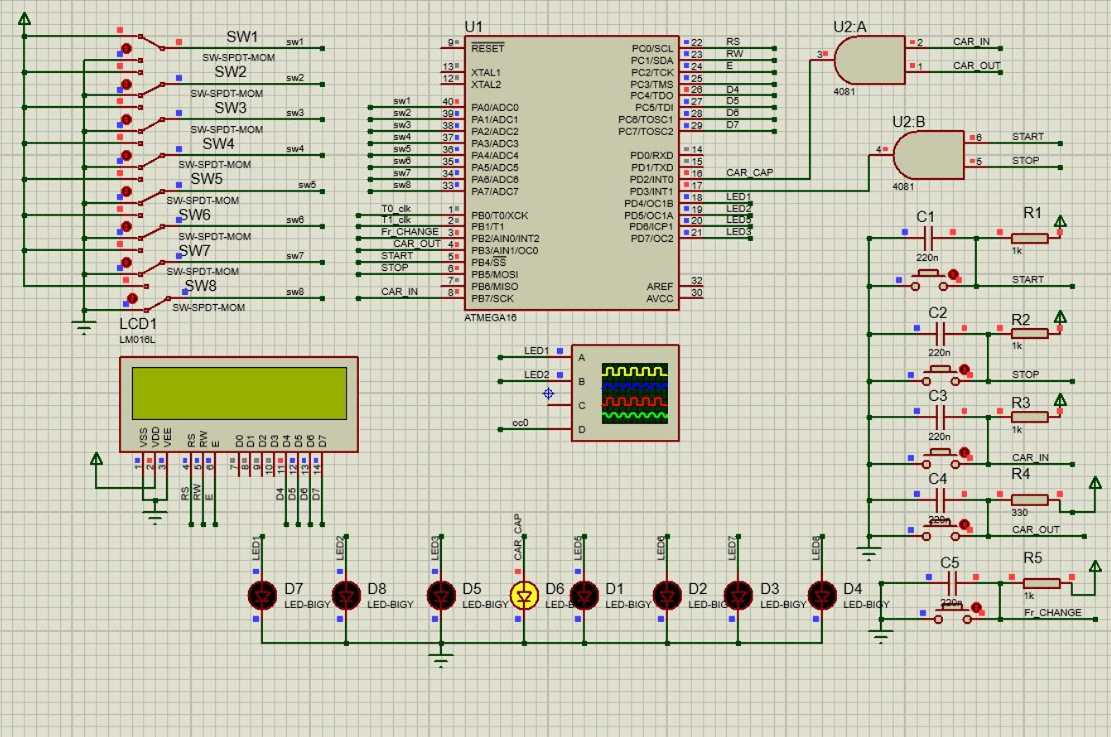 SW1
sw1
SW-SPDT-MOM
SW2
sw2
SW-SPDT-MOM
SW3
sw3
SW-SPDT-MOM
SW4
sw4
SW-SPDT-MOM
SW5
sw5
SW-SPDT-MOM
SW6
sw6
SW-SPDT-MOM
SW7
sw7
SW-SPDT-MOM
SW8
sw8
SW-SPDT-MOM
U1
9 RESET
13 XTAL1
12 XTAL2
sw1 40 PA0/ADC0
sw2 39 PA1/ADC1
sw3 38 PA2/ADC2
sw4 37 PA3/ADC3
sw5 36 PA4/ADC4
sw6 35 PA5/ADC5
sw7 34 PA6/ADC6
sw8 33 PA7/ADC7
T0_clk 1 PB0/T0/XCK
T1_clk 2 PB1/T1
Fr_CHANGE 3 PB2/AIN0/INT2
CAR_OUT 4 PB3/AIN1/OC0
START 5 PB4/SS
STOP 6 PB5/MOSI
7 PB6/MISO
CAR_IN 8 PB7/SCK
PC0/SCL 22 RS
PC1/SDA 23 RW
PC2/TCK 24 E
PC3/TMS 25
PC4/TDO 26 D4
PC5/TDI 27 D5
PC6/TOSC1 28 D6
PC7/TOSC2 29 D7
PD0/RXD 14
PD1/TXD 15
PD2/INT0 16 CAR_CAP
PD3/INT1 17
PD4/OC1B 18 LED1
PD5/OC1A 19 LED2
PD6/ICP1 20 LED5
PD7/OC2 21 LED3
AREF 32
AVCC 30
ATMEGA16
U2:A
3
2 CAR_IN
1 CAR_OUT
4081
U2:B
4
6 START
5 STOP
4081
C1
220n
R1
1k
START
C2
220n
R2
1k
STOP
C3
220n
R3
1k
CAR_IN
C4
220n
R4
330
CAR_OUT
C5
220n
R5
1k
Fr_CHANGE
LCD1
LM016L
VSS VDD VEE RS RW E D0 D1 D2 D3 D4 D5 D6 D7
1 2 3 4 5 6 7 8 9 10 11 12 13 14
RS RW E D4 D5 D6 D7
LED1 A
LED2 B
C
oc0 D
LED1 LED2 LED3 CAR_CAP LED5 LED6 LED7 LED8
D7 D8 D5 D6 D1 D2 D3 D4
LED-BIGY LED-BIGY LED-BIGY LED-BIGY LED-BIGY LED-BIGY LED-BIGY